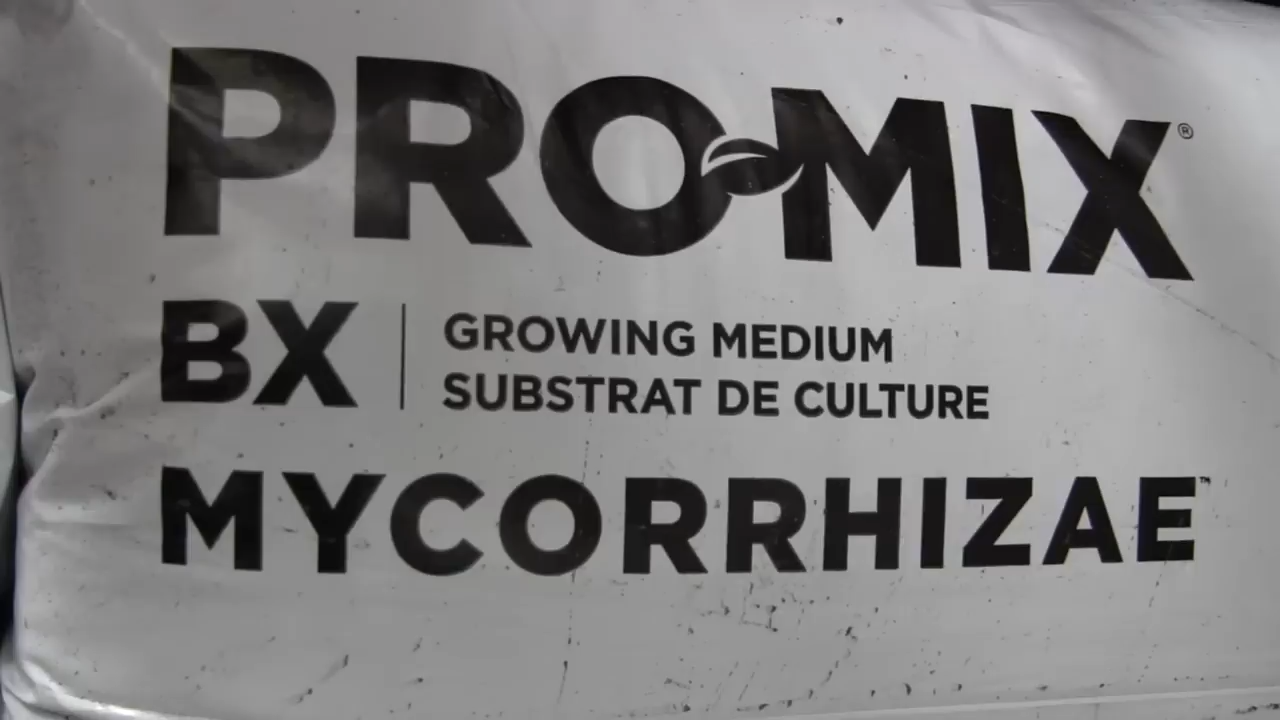 PRO-MIX®
BX
GROWING MEDIUM
SUBSTRAT DE CULTURE
MYCORRHIZAE™